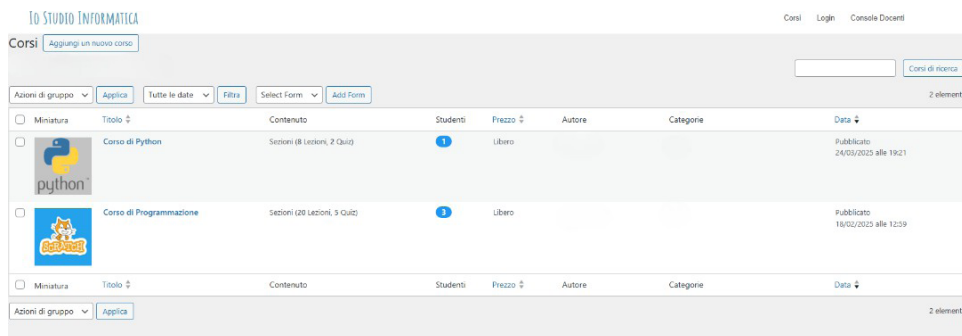 Io Studio Informatica
Corsi Login Console Docenti
Corsi Aggiungi un nuovo corso
Corsi di ricerca
Azioni di gruppo Applica Tutte le date Filtra Select Form Add Form 2 element
Miniatura Titolo Contenuto Studenti Prezzo Autore Categorie Data
python Corso di Python Sezioni (8 Lezioni, 2 Quiz) 1 Libero Pubblicato
24/03/2025 alle 19:21
SCRATCH Corso di Programmazione Sezioni (20 Lezioni, 5 Quiz) 3 Libero Pubblicato
18/02/2025 alle 12:59
Miniatura Titolo Contenuto Studenti Prezzo Autore Categorie Data
Azioni di gruppo Applica 2 element